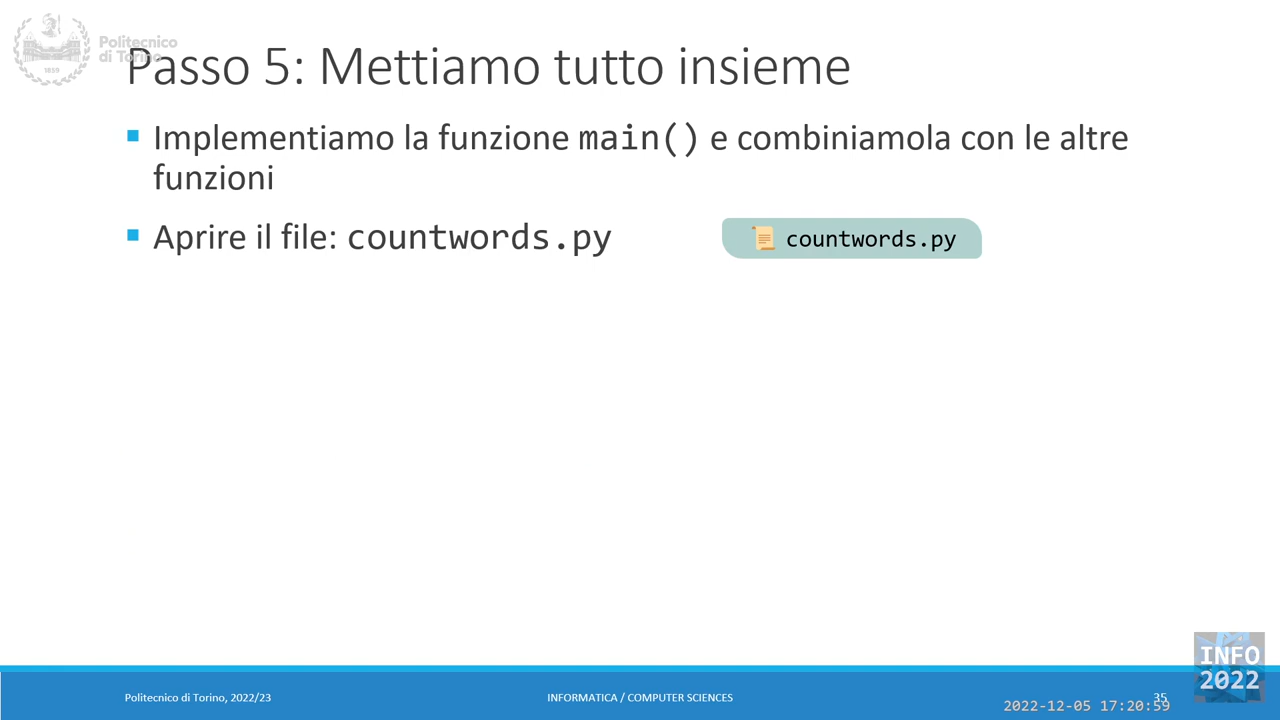 Politecnico
di Torino
1859
Passo 5: Mettiamo tutto insieme
Implementiamo la funzione main() e combiniamola con le altre
funzioni
Aprire il file: countwords.py
countwords.py
Politecnico di Torino, 2022/23
INFORMATICA / COMPUTER SCIENCES
35
INFO
2022
2022-12-05 17:20:59